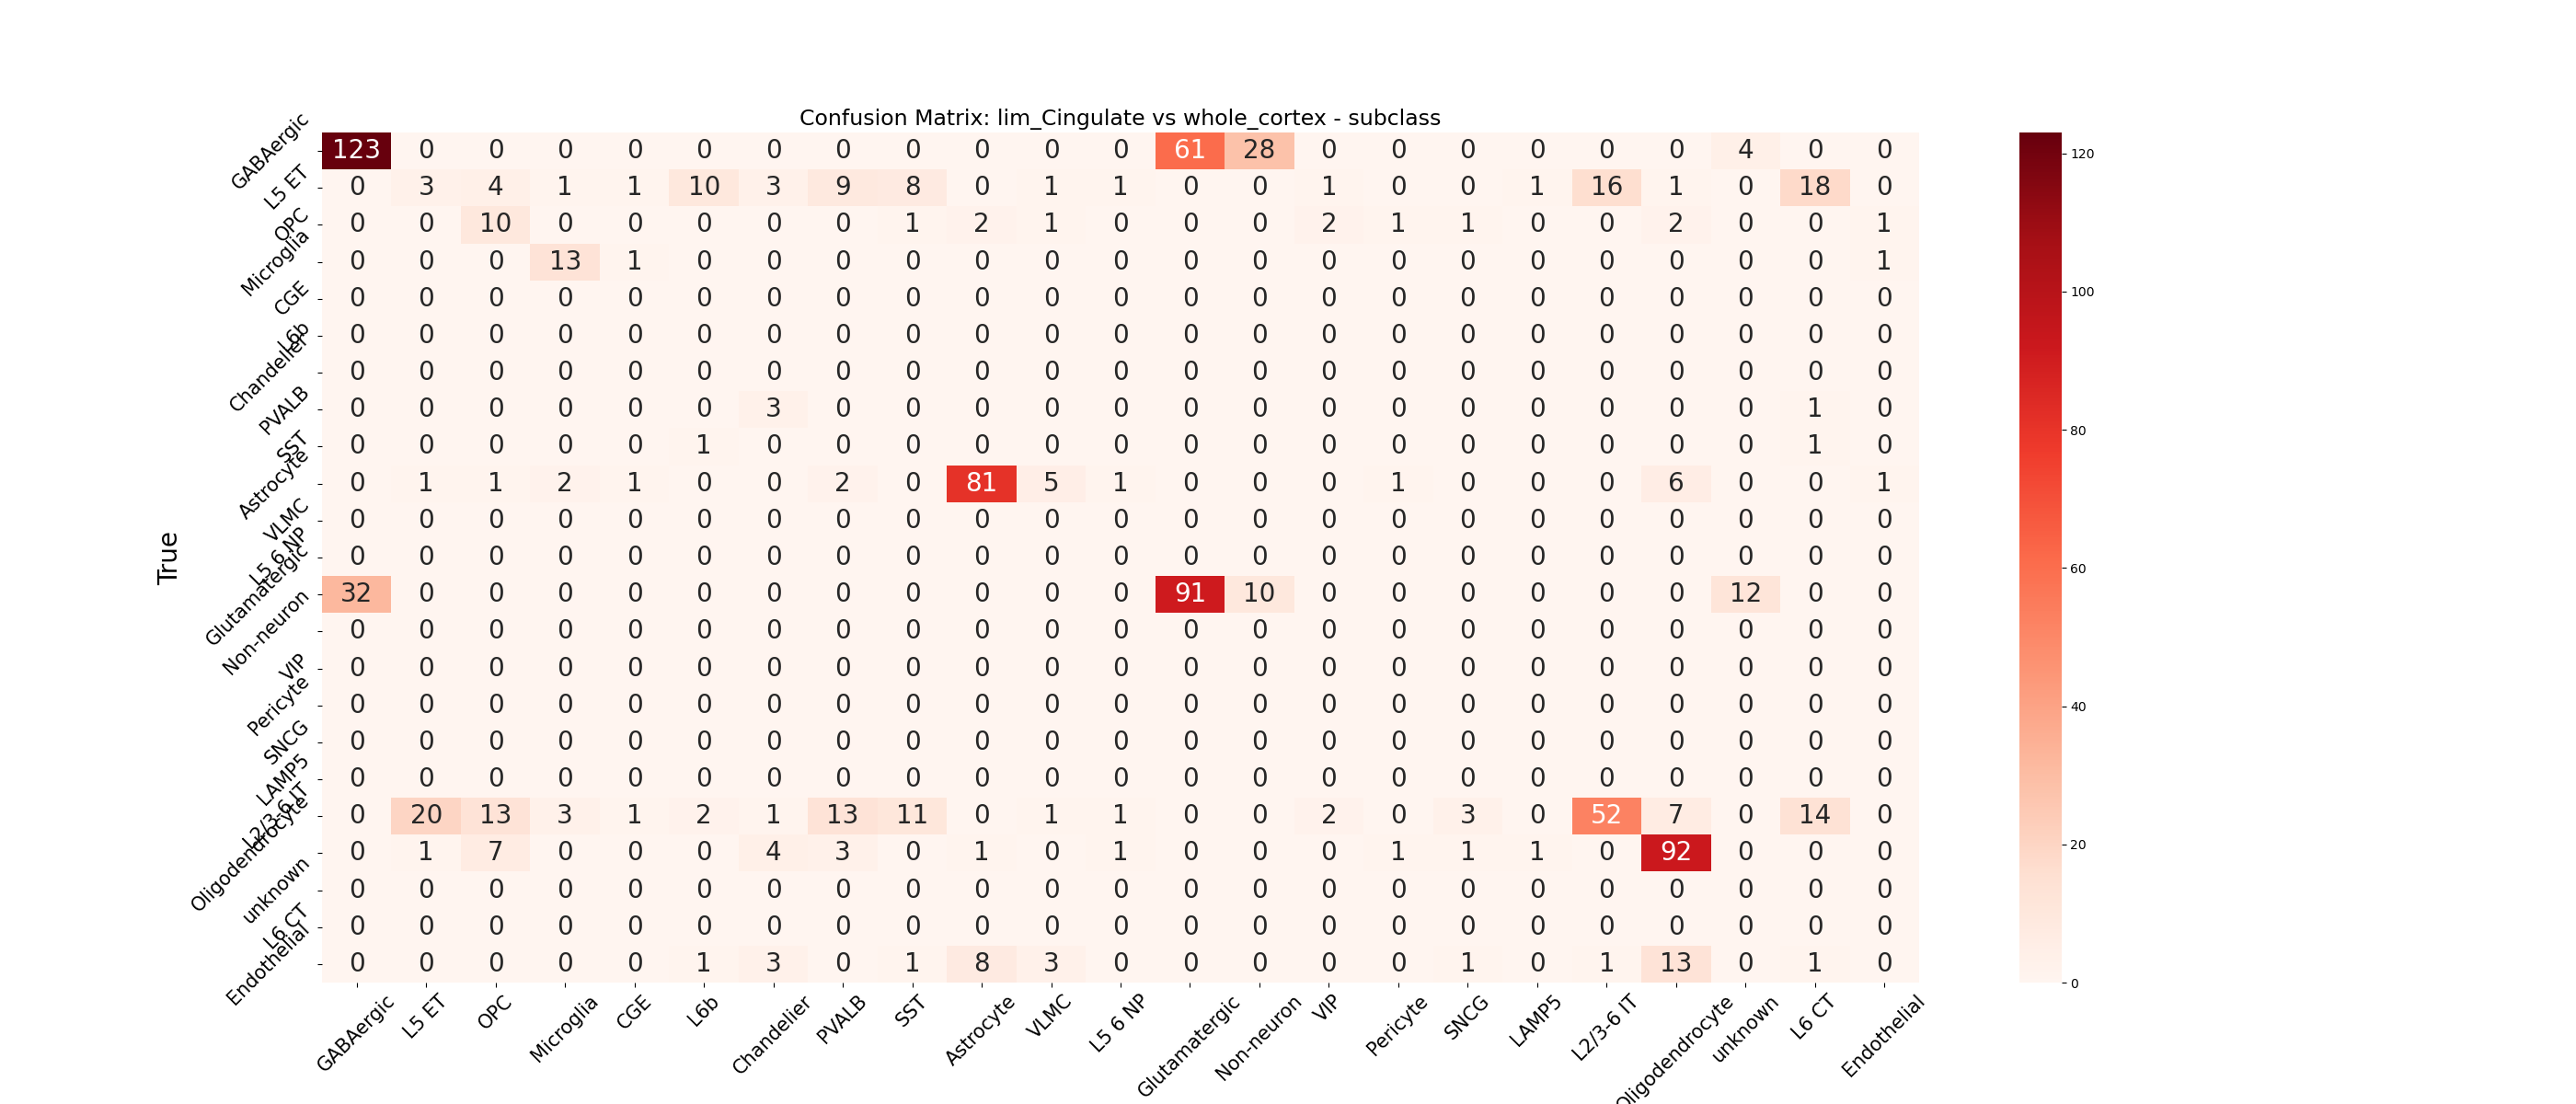 Confusion Matrix: lim_Cingulate vs whole_cortex - subclass
GABAergic 123 0 0 0 0 0 0 0 0 0 0 0 61 28 0 0 0 0 0 0 4 0 0
L5 ET 0 3 4 1 1 10 3 9 8 0 1 1 0 0 1 0 0 1 16 1 0 18 0
OPC 0 0 10 0 0 0 0 0 1 2 1 0 0 0 2 1 1 0 0 2 0 0 1
Microglia 0 0 0 13 1 0 0 0 0 0 0 0 0 0 0 0 0 0 0 0 0 0 1
CGE 0 0 0 0 0 0 0 0 0 0 0 0 0 0 0 0 0 0 0 0 0 0 0
L6b 0 0 0 0 0 0 0 0 0 0 0 0 0 0 0 0 0 0 0 0 0 0 0
Chandelier 0 0 0 0 0 0 0 0 0 0 0 0 0 0 0 0 0 0 0 0 0 0 0
PVALB 0 0 0 0 0 0 3 0 0 0 0 0 0 0 0 0 0 0 0 0 0 1 0
SST 0 0 0 0 0 1 0 0 0 0 0 0 0 0 0 0 0 0 0 0 0 1 0
Astrocyte 0 1 1 2 1 0 0 2 0 81 5 1 0 0 0 1 0 0 0 6 0 0 1
VLMC 0 0 0 0 0 0 0 0 0 0 0 0 0 0 0 0 0 0 0 0 0 0 0
L5 6 NP 0 0 0 0 0 0 0 0 0 0 0 0 0 0 0 0 0 0 0 0 0 0 0
Glutamatergic 32 0 0 0 0 0 0 0 0 0 0 0 91 10 0 0 0 0 0 0 12 0 0
Non-neuron 0 0 0 0 0 0 0 0 0 0 0 0 0 0 0 0 0 0 0 0 0 0 0
VIP 0 0 0 0 0 0 0 0 0 0 0 0 0 0 0 0 0 0 0 0 0 0 0
Pericyte 0 0 0 0 0 0 0 0 0 0 0 0 0 0 0 0 0 0 0 0 0 0 0
SNCG 0 0 0 0 0 0 0 0 0 0 0 0 0 0 0 0 0 0 0 0 0 0 0
LAMP5 0 0 0 0 0 0 0 0 0 0 0 0 0 0 0 0 0 0 0 0 0 0 0
L2/3-6 IT 0 20 13 3 1 2 1 13 11 0 1 1 0 0 2 0 3 0 52 7 0 14 0
Oligodendrocyte 0 1 7 0 0 0 4 3 0 1 0 1 0 0 0 1 1 1 0 92 0 0 0
unknown 0 0 0 0 0 0 0 0 0 0 0 0 0 0 0 0 0 0 0 0 0 0 0
L6 CT 0 0 0 0 0 0 0 0 0 0 0 0 0 0 0 0 0 0 0 0 0 0 0
Endothelial 0 0 0 0 0 1 3 0 1 8 3 0 0 0 0 0 1 0 1 13 0 1 0
True
GABAergic L5 ET OPC Microglia CGE L6b Chandelier PVALB SST Astrocyte VLMC L5 6 NP Glutamatergic Non-neuron VIP Pericyte SNCG LAMP5 L2/3-6 IT Oligodendrocyte unknown L6 CT Endothelial
120
100
80
60
40
20
0